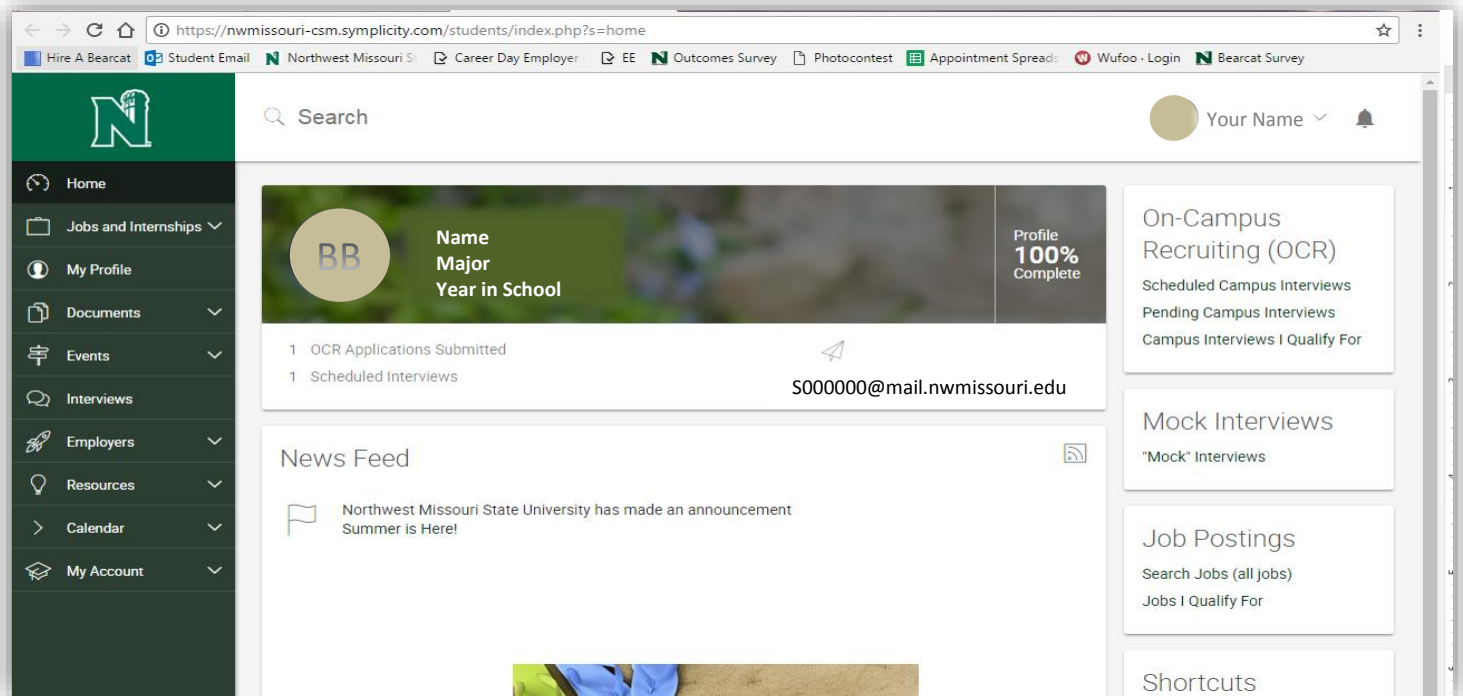 https://nwmissouri-csm.symplicity.com/students/index.php?s=home
Hire A Bearcat Student Email Northwest Missouri St Career Day Employer EE Outcomes Survey Photocontest Appointment Spreads Wufoo · Login Bearcat Survey
N
Search
Your Name
Home
Jobs and Internships
My Profile
Documents
Events
Interviews
Employers
Resources
Calendar
My Account
BB
Name
Major
Year in School
Profile
100%
Complete
1 OCR Applications Submitted
1 Scheduled Interviews
S000000@mail.nwmissouri.edu
News Feed
Northwest Missouri State University has made an announcement
Summer is Here!
On-Campus
Recruiting (OCR)
Scheduled Campus Interviews
Pending Campus Interviews
Campus Interviews I Qualify For
Mock Interviews
"Mock" Interviews
Job Postings
Search Jobs (all jobs)
Jobs I Qualify For
Shortcuts